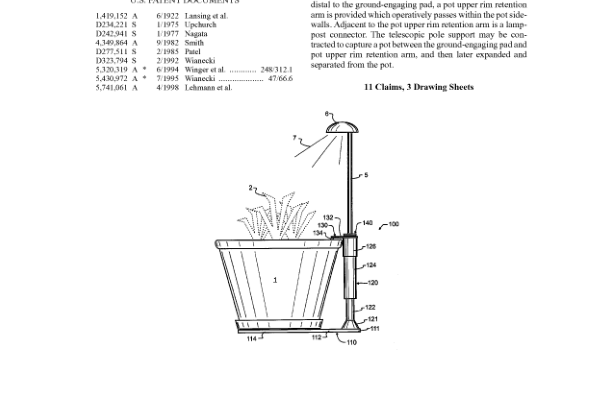 U.S. PATENT DOCUMENTS
1,419,152 A 6/1922 Lansing et al.
D234,221 S 1/1975 Upchurch
D242,941 S 1/1977 Nagata
4,349,864 A 9/1982 Smith
D277,511 S 2/1985 Patel
D323,794 S 2/1992 Wianecki
5,320,319 A * 6/1994 Winger et al. ............ 248/312.1
5,430,972 A * 7/1995 Wianecki ...................... 47/66.6
5,741,061 A 4/1998 Lehmann et al.
distal to the ground-engaging pad, a pot upper rim retention
arm is provided which operatively passes within the pot side-
walls. Adjacent to the pot upper rim retention arm is a lamp-
post connector. The telescopic pole support may be con-
tracted to capture a pot between the ground-engaging pad and
pot upper rim retention arm, and then later expanded and
separated from the pot.
11 Claims, 3 Drawing Sheets
6
7
5
2
132
130
134
140
100
126
124
120
1
122
121
111
114
112
110